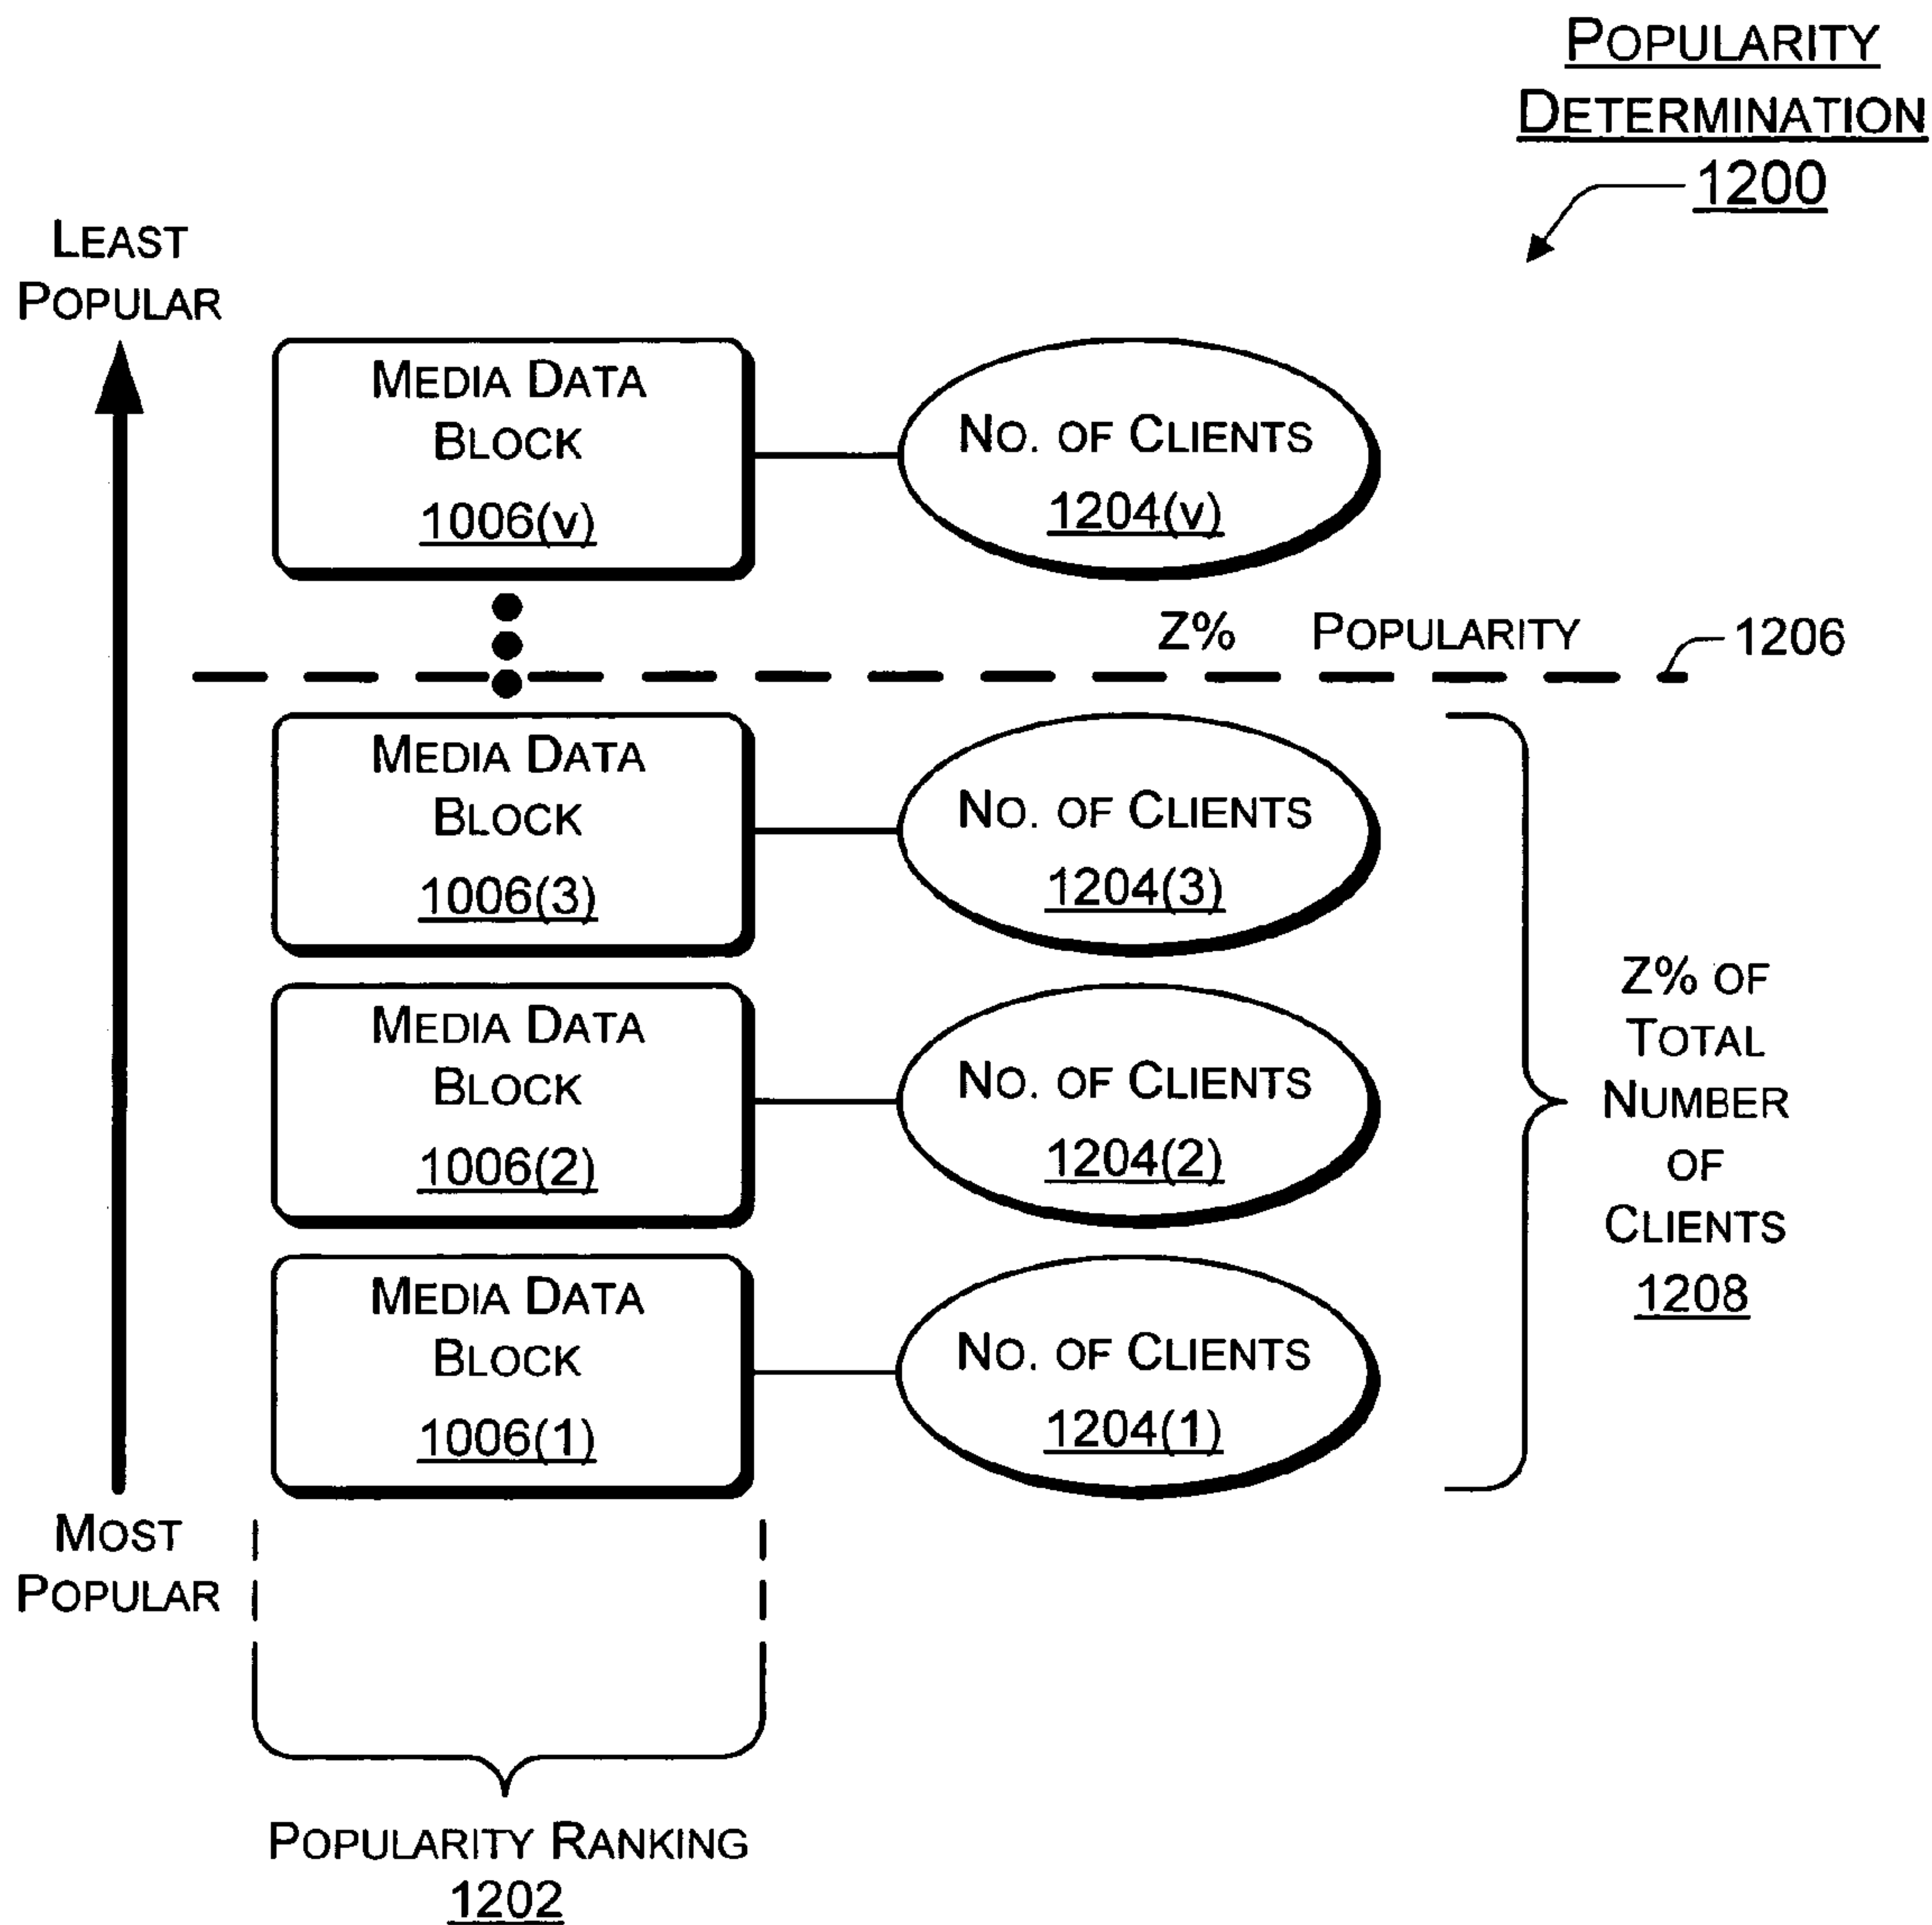 POPULARITY
DETERMINATION
1200
LEAST
POPULAR
MEDIA DATA
BLOCK
1006(v)
NO. OF CLIENTS
1204(v)
Z% POPULARITY
1206
MEDIA DATA
BLOCK
1006(3)
NO. OF CLIENTS
1204(3)
MEDIA DATA
BLOCK
1006(2)
NO. OF CLIENTS
1204(2)
MEDIA DATA
BLOCK
1006(1)
NO. OF CLIENTS
1204(1)
Z% OF
TOTAL
NUMBER
OF
CLIENTS
1208
MOST
POPULAR
POPULARITY RANKING
1202